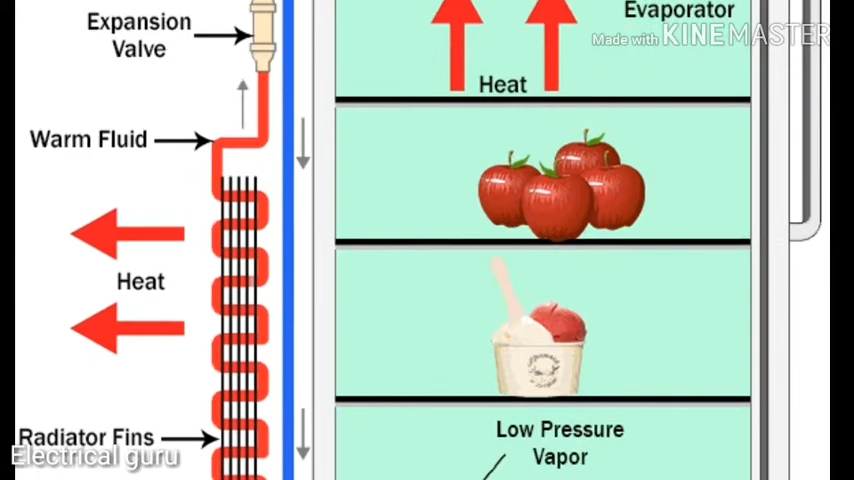 Expansion
Valve
Evaporator
Made with KINEMASTER
Heat
Warm Fluid
Heat
Radiator Fins
Electrical guru
Low Pressure
Vapor